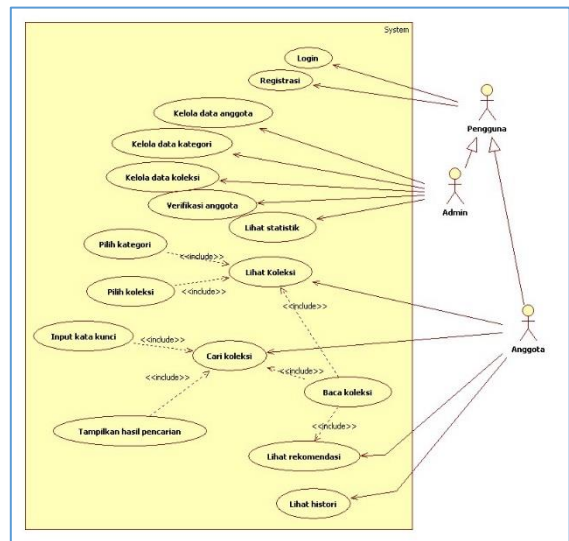 System
Login
Registrasi
Pengguna
Kelola data anggota
Kelola data kategori
Kelola data koleksi
Verifikasi anggota
Admin
Lihat statistik
Pilih kategori
<<include>>
Lihat Koleksi
Pilih koleksi
<<include>>
Input kata kunci
<<include>>
<<include>>
Anggota
Cari koleksi
<<include>>
<<include>>
Baca koleksi
<<include>>
Tampilkan hasil pencarian
Lihat rekomendasi
Lihat histori